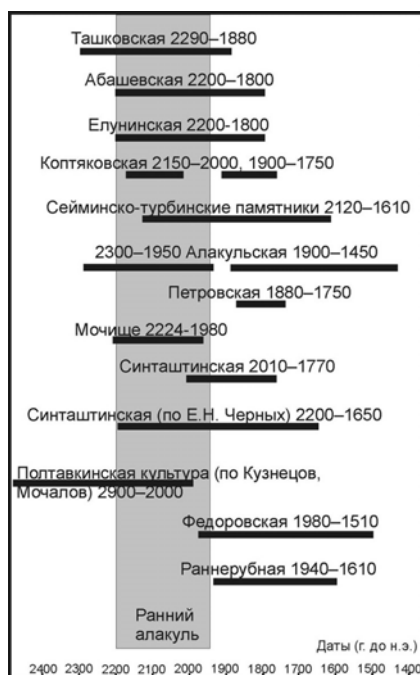 Ташковская 2290–1880
Абашевская 2200–1800
Елунинская 2200-1800
Коптяковская 2150–2000, 1900–1750
Сейминско-турбинские памятники 2120–1610
2300–1950 Алакульская 1900–1450
Петровская 1880–1750
Мочище 2224-1980
Синташтинская 2010–1770
Синташтинская (по Е.Н. Черных) 2200–1650
Полтавкинская культура (по Кузнецов,
Мочалов) 2900–2000
Федоровская 1980–1510
Раннерубная 1940–1610
Ранний
алакуль
Даты (г. до н.э.)
2400 2300 2200 2100 2000 1900 1800 1700 1600 1500 1400